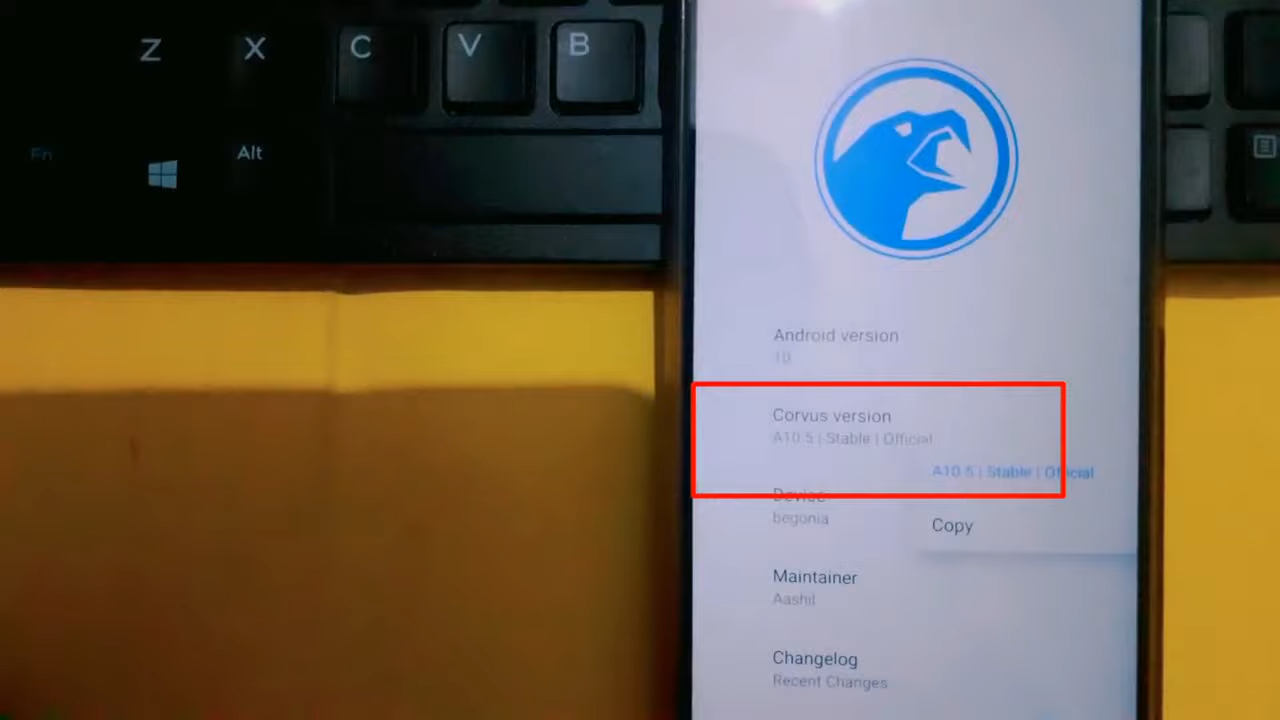 Z X C V B
Fn Alt
Android version
10
Corvus version
A10.5 | Stable | Official
A10.5 | Stable | Official
Device
begonia
Copy
Maintainer
Aashil
Changelog
Recent Changes